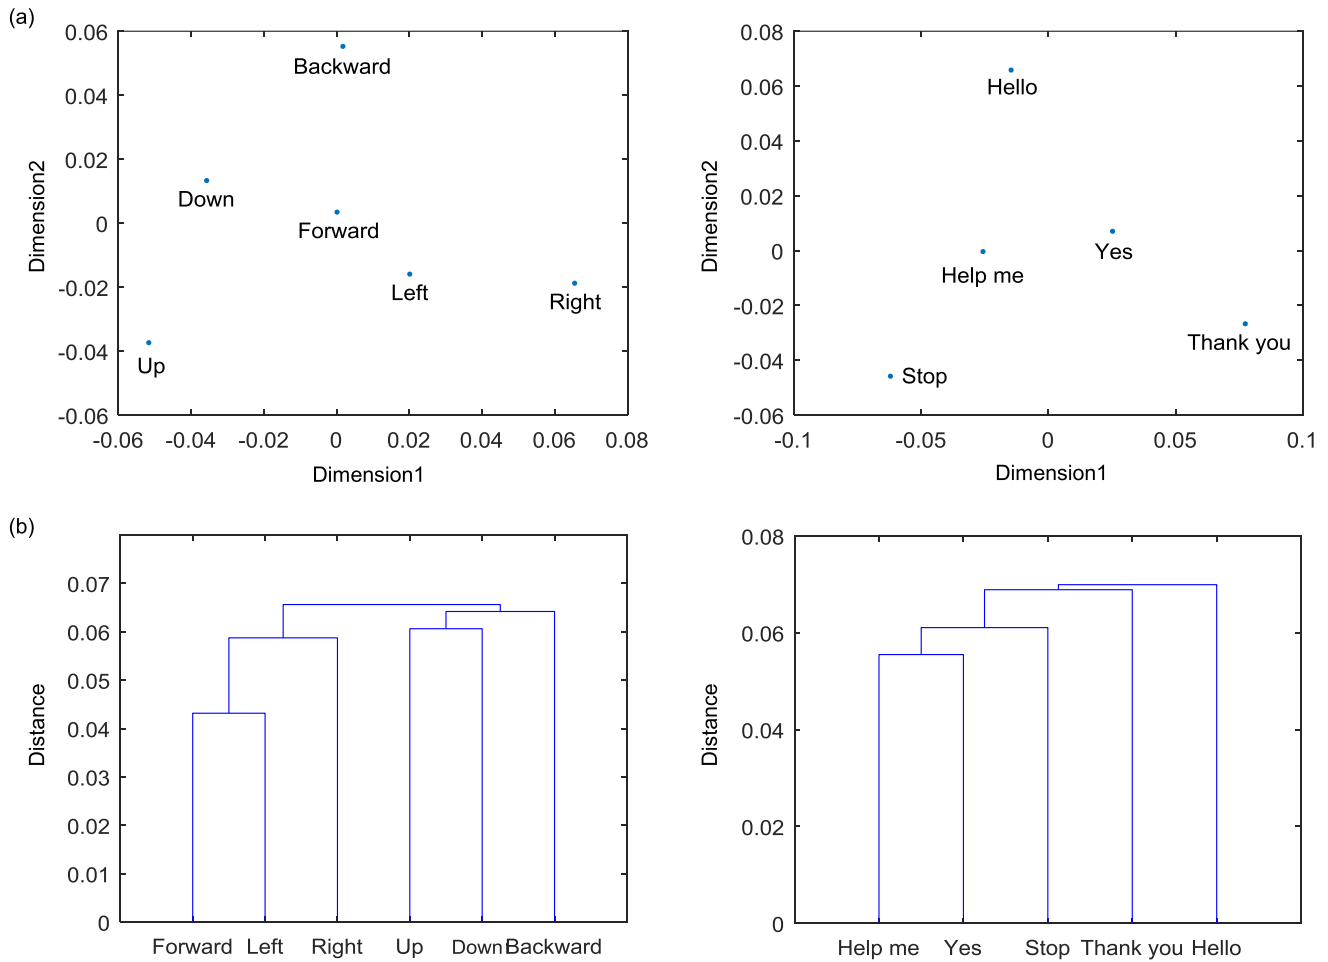 (a)
0.06
0.04
0.02
0
-0.02
-0.04
-0.06
-0.06 -0.04 -0.02 0 0.02 0.04 0.06 0.08
Dimension2
Dimension1
Backward
Down
Forward
Left
Right
Up
0.08
0.06
0.04
0.02
0
-0.02
-0.04
-0.06
-0.1 -0.05 0 0.05 0.1
Dimension2
Dimension1
Hello
Yes
Help me
Thank you
Stop
(b)
0.07
0.06
0.05
0.04
0.03
0.02
0.01
0
Distance
Forward Left Right Up Down Backward
0.08
0.06
0.04
0.02
0
Distance
Help me Yes Stop Thank you Hello